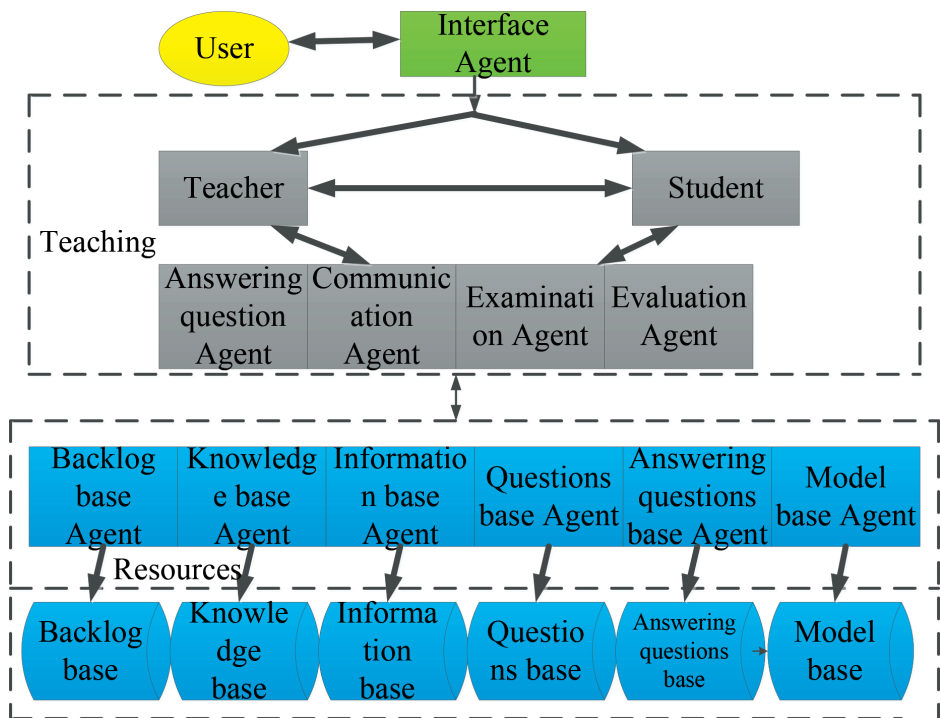 User
Interface
Agent
Teacher
Student
Teaching
Answering
question
Agent
Communic
ation
Agent
Examinati
on Agent
Evaluation
Agent
Backlog
base
Agent
Knowledg
e base
Agent
Informatio
n base
Agent
Questions
base Agent
Answering
questions
base Agent
Model
base Agent
Resources
Backlog
base
Knowle
dge
base
Informa
tion
base
Questio
ns base
Answering
questions
base
Model
base